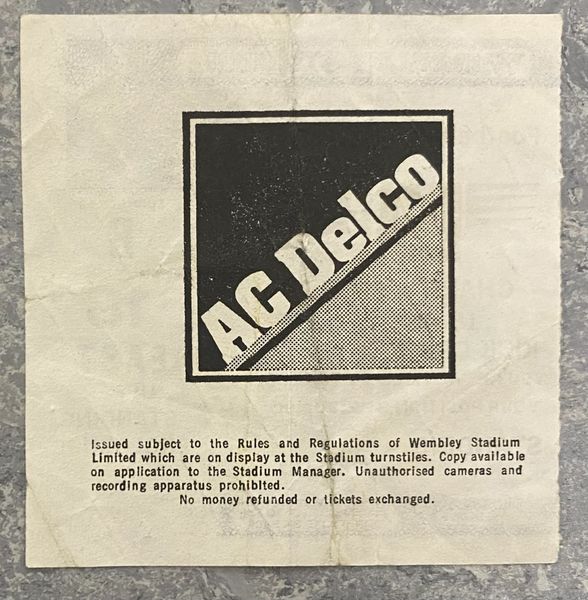 AC Delco
Issued subject to the Rules and Regulations of Wembley Stadium
Limited which are on display at the Stadium turnstiles. Copy available
on application to the Stadium Manager. Unauthorised cameras and
recording apparatus prohibited.
No money refunded or tickets exchanged.